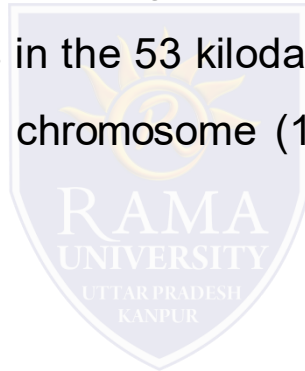 in the 53 kiloda
chromosome (1
RAMA
UNIVERSITY
UTTAR PRADESH
KANPUR